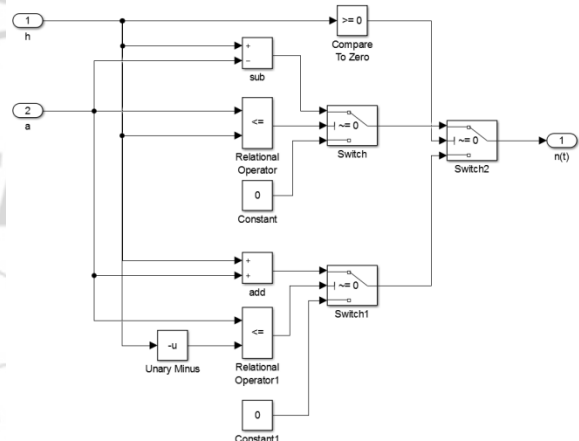 1
h
>= 0
Compare
To Zero
+
−
sub
2
a
<=
Relational
Operator
~= 0
Switch
~= 0
Switch2
1
n(t)
0
Constant
+
+
add
~= 0
Switch1
-u
Unary Minus
<=
Relational
Operator1
0
Constant1